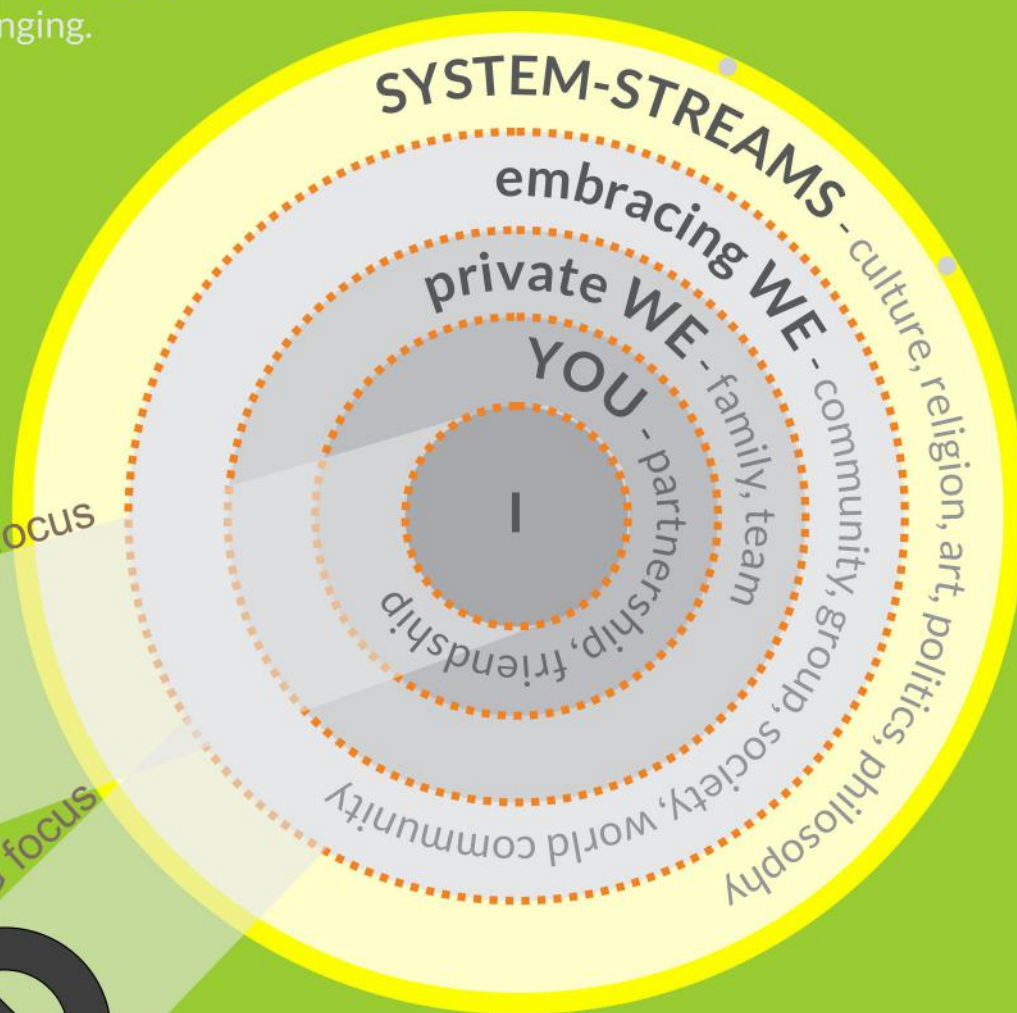 nging.
SYSTEM-STREAMS - culture, religion, art, politics, philosophy
embracing WE - community, group, society, world community
private WE - family, team
YOU - partnership, friendship
I
ocus
focus